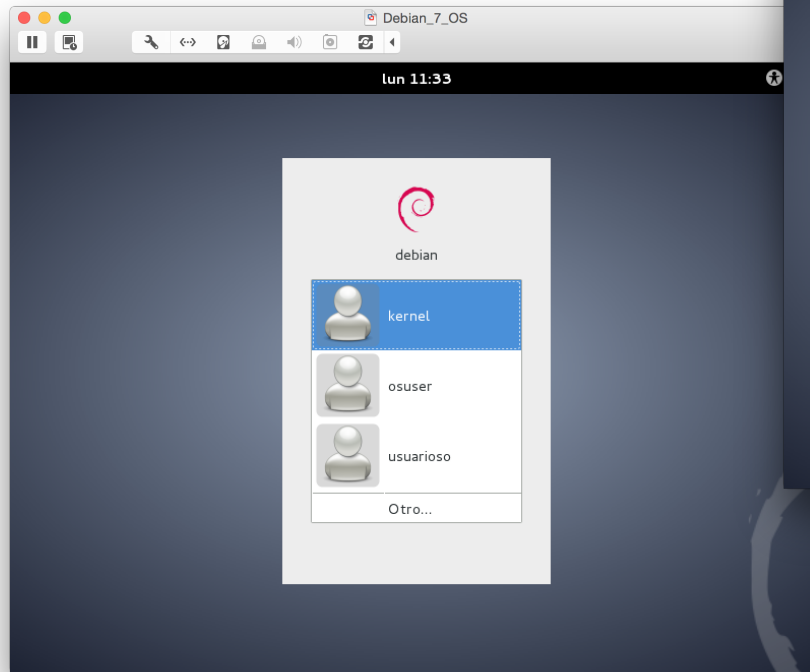 Debian_7_OS
lun 11:33
debian
kernel
osuser
usuarioso
Otro...